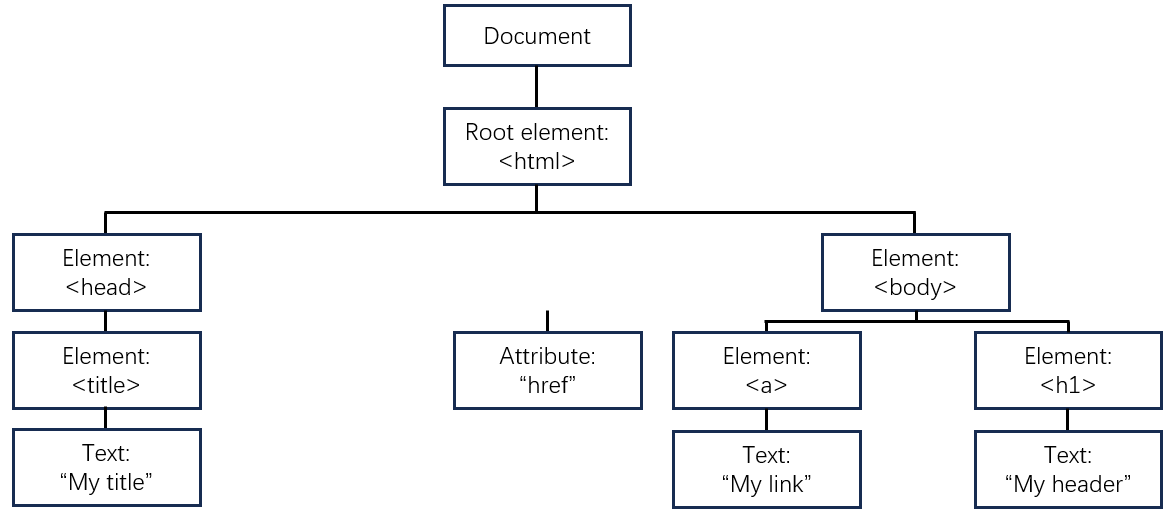 Document
Root element:
<html>
Element:
<head>
Element:
<body>
Element:
<title>
Attribute:
“href”
Element:
<a>
Element:
<h1>
Text:
“My title”
Text:
“My link”
Text:
“My header”